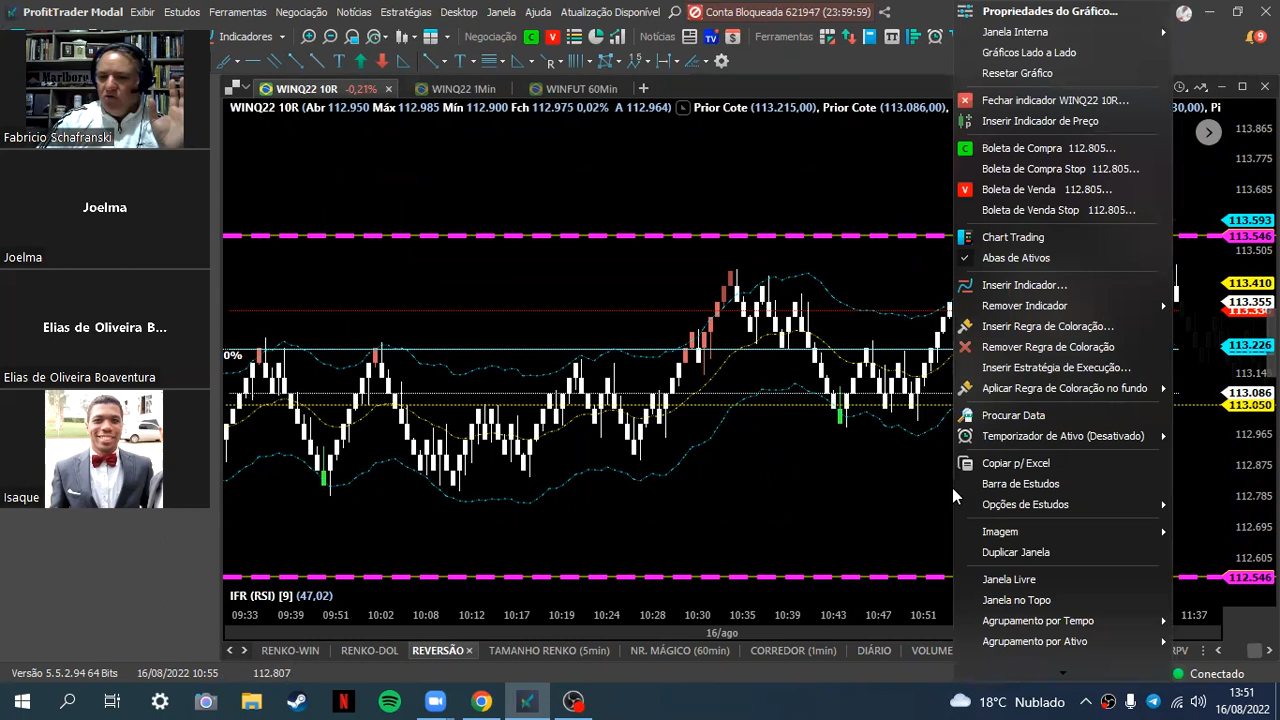 ProfitTrader Modal Exibir Estudos Ferramentas Negociação Notícias Estratégias Desktop Janela Ajuda Atualização Disponível Conta Bloqueada 621947 (23:59:59)
Indicadores Negociação C V Notícias TV Ferramentas 9
WINQ22 10R -0,21% WINQ22 1Min WINFUT 60Min
WINQ22 10R (Abr 112.950 Máx 112.985 Mín 112.900 Fch 112.975 0,02% A 112.964) Prior Cote (113.215,00) Prior Cote (113.086,00),
Marlboro
Fabricio Schafranski
Joelma
Joelma
Elias de Oliveira B...
Elias de Oliveira Boaventura
Isaque
0%
Propriedades do Gráfico...
Janela Interna
Gráficos Lado a Lado
Resetar Gráfico
Fechar indicador WINQ22 10R...
Inserir Indicador de Preço
Boleta de Compra 112.805...
Boleta de Compra Stop 112.805...
Boleta de Venda 112.805...
Boleta de Venda Stop 112.805...
Chart Trading
Abas de Ativos
Inserir Indicador...
Remover Indicador
Inserir Regra de Coloração...
Remover Regra de Coloração
Inserir Estratégia de Execução...
Aplicar Regra de Coloração no fundo
Procurar Data
Temporizador de Ativo (Desativado)
Copiar p/ Excel
Barra de Estudos
Opções de Estudos
Imagem
Duplicar Janela
Janela Livre
Janela no Topo
Agrupamento por Tempo
Agrupamento por Ativo
113.865
113.775
113.685
113.593
113.546
113.505
113.410
113.355
113.226
113.086
113.050
112.965
112.875
112.785
112.695
112.605
112.546
IFR (RSI) [9] (47,02)
09:33 09:39 09:51 10:02 10:08 10:12 10:17 10:19 10:24 10:28 10:30 10:35 10:39 10:43 10:47 10:51 11:37
16/ago
RENKO-WIN RENKO-DOL REVERSÃO TAMANHO RENKO (5min) NR. MÁGICO (60min) CORREDOR (1min) DIÁRIO VOLUME
Versão 5.5.2.94 64 Bits 16/08/2022 10:55 112.807 Conectado
18°C Nublado 13:51
16/08/2022